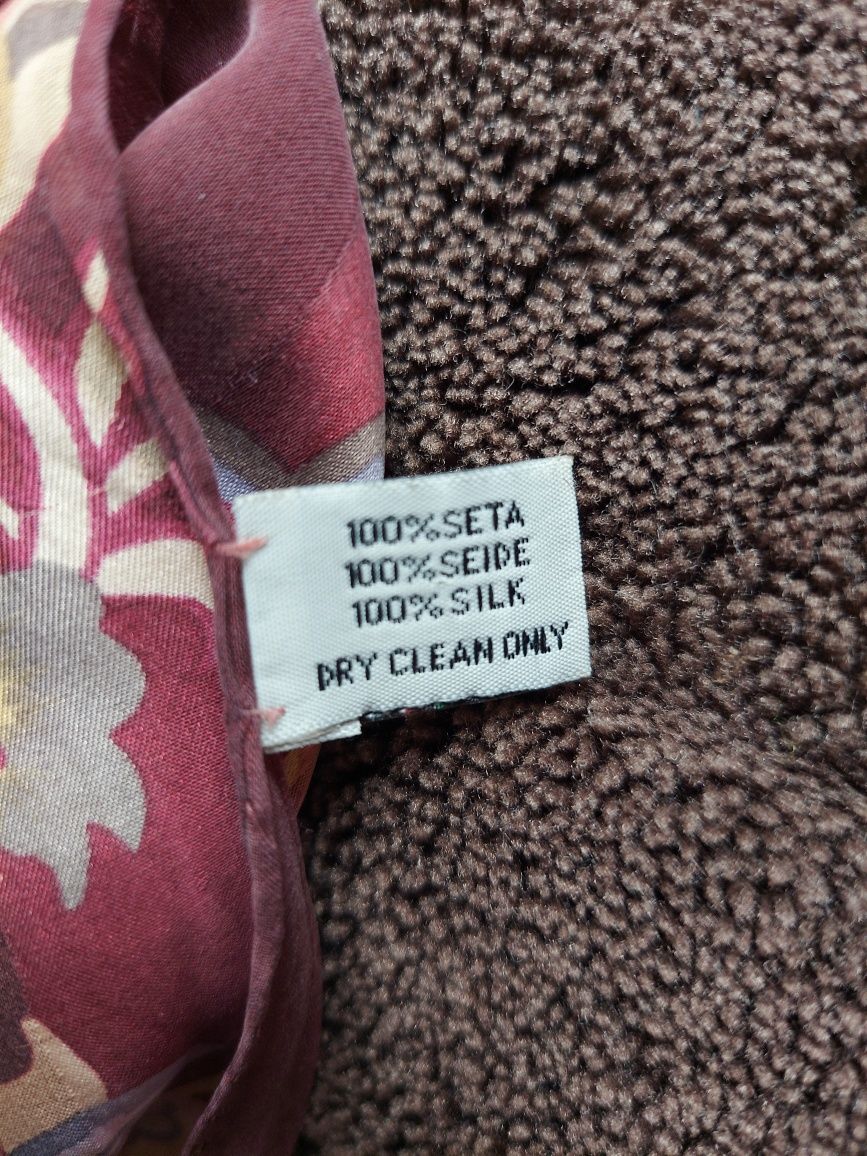 100% SETA
100% SEIDE
100% SILK
DRY CLEAN ONLY